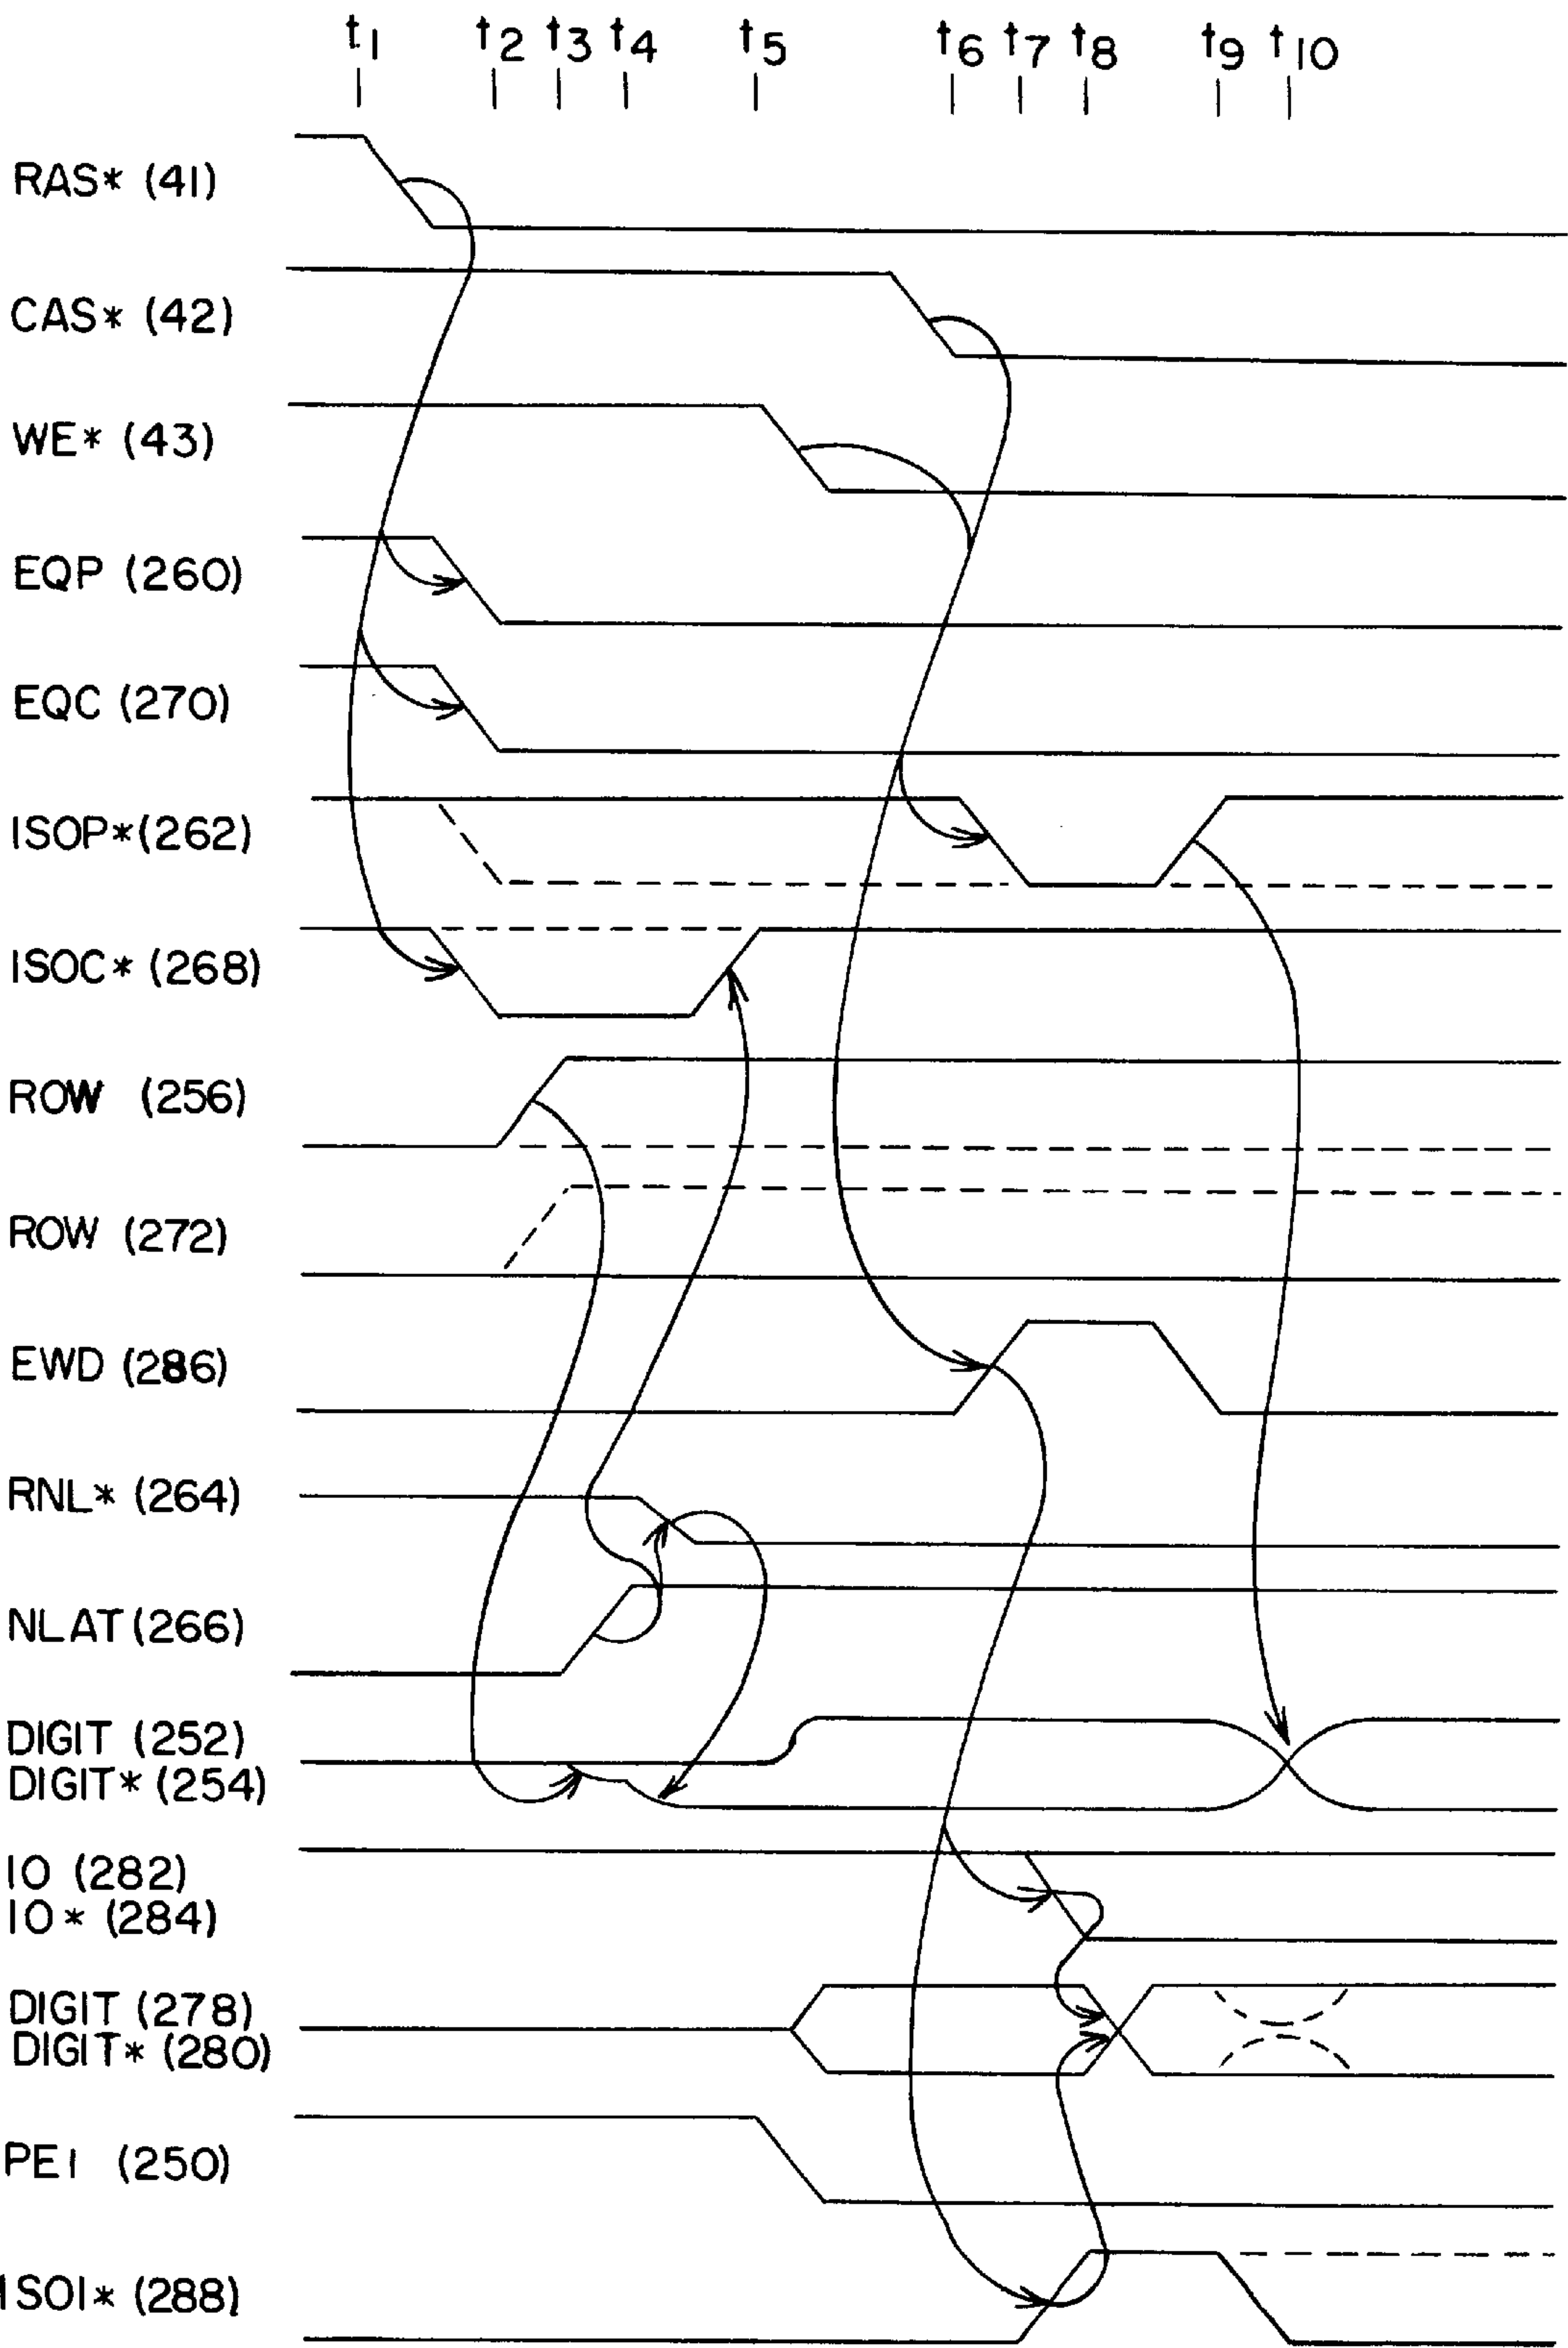 t1 t2 t3 t4 t5 t6 t7 t8 t9 t10
RAS* (41)
CAS* (42)
WE* (43)
EQP (260)
EQC (270)
ISOP* (262)
ISOC* (268)
ROW (256)
ROW (272)
EWD (286)
RNL* (264)
NLAT (266)
DIGIT (252)
DIGIT* (254)
IO (282)
IO* (284)
DIGIT (278)
DIGIT* (280)
PEI (250)
ISOI* (288)